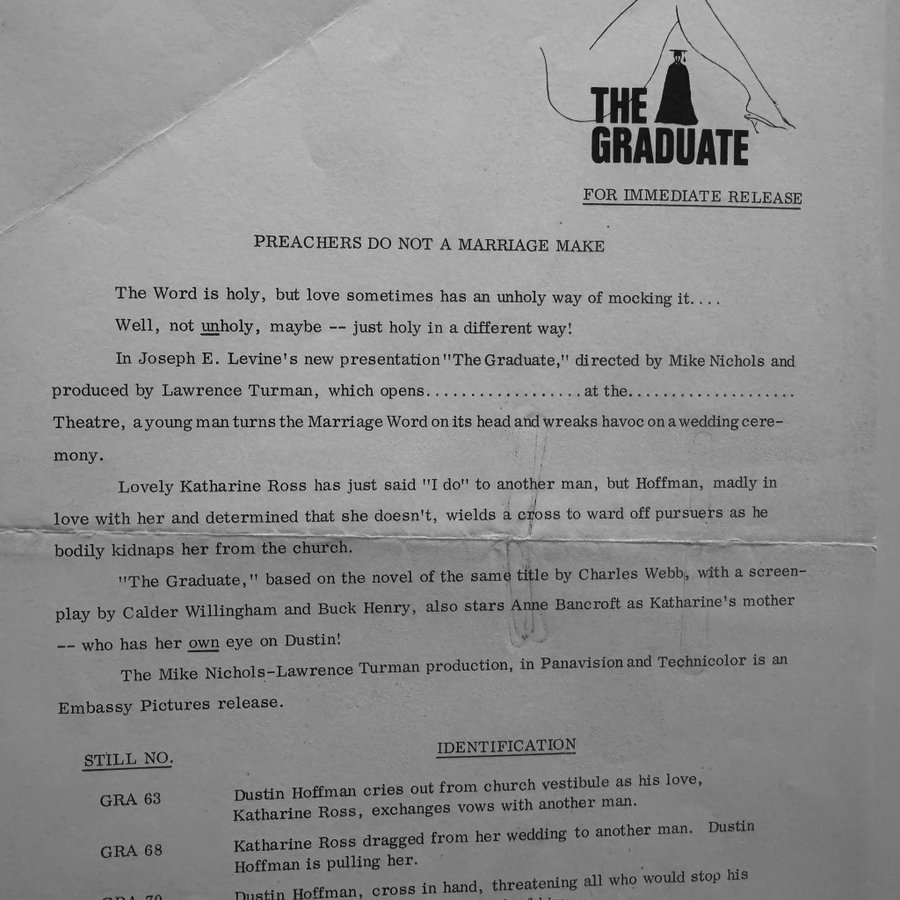 THE
GRADUATE
FOR IMMEDIATE RELEASE
PREACHERS DO NOT A MARRIAGE MAKE
The Word is holy, but love sometimes has an unholy way of mocking it....
Well, not unholy, maybe -- just holy in a different way!
In Joseph E. Levine's new presentation "The Graduate," directed by Mike Nichols and
produced by Lawrence Turman, which opens..................at the...................
Theatre, a young man turns the Marriage Word on its head and wreaks havoc on a wedding cere-
mony.
Lovely Katharine Ross has just said "I do" to another man, but Hoffman, madly in
love with her and determined that she doesn't, wields a cross to ward off pursuers as he
bodily kidnaps her from the church.
"The Graduate," based on the novel of the same title by Charles Webb, with a screen-
play by Calder Willingham and Buck Henry, also stars Anne Bancroft as Katharine's mother
-- who has her own eye on Dustin!
The Mike Nichols-Lawrence Turman production, in Panavision and Technicolor is an
Embassy Pictures release.
STILL NO. IDENTIFICATION
GRA 63 Dustin Hoffman cries out from church vestibule as his love,
Katharine Ross, exchanges vows with another man.
GRA 68 Katharine Ross dragged from her wedding to another man. Dustin
Hoffman is pulling her.
GRA 70 Dustin Hoffman, cross in hand, threatening all who would stop his